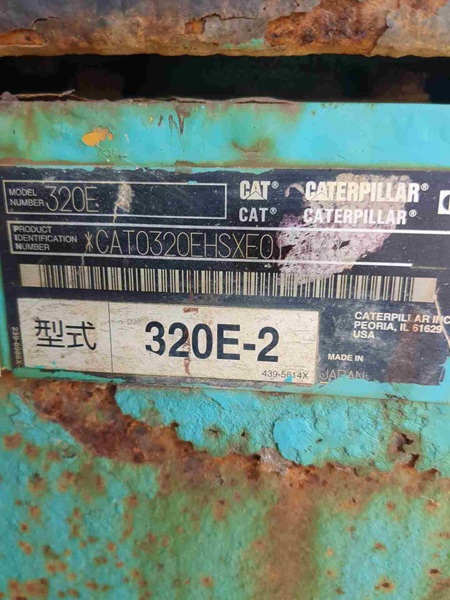 MODEL NUMBER 320E
CAT® CATERPILLAR®
CAT® CATERPILLAR®
PRODUCT IDENTIFICATION NUMBER *CAT0320EHSXE0
型式 320E-2
439-5614X
CATERPILLAR INC
PEORIA, IL 61629
USA
MADE IN
JAPAN